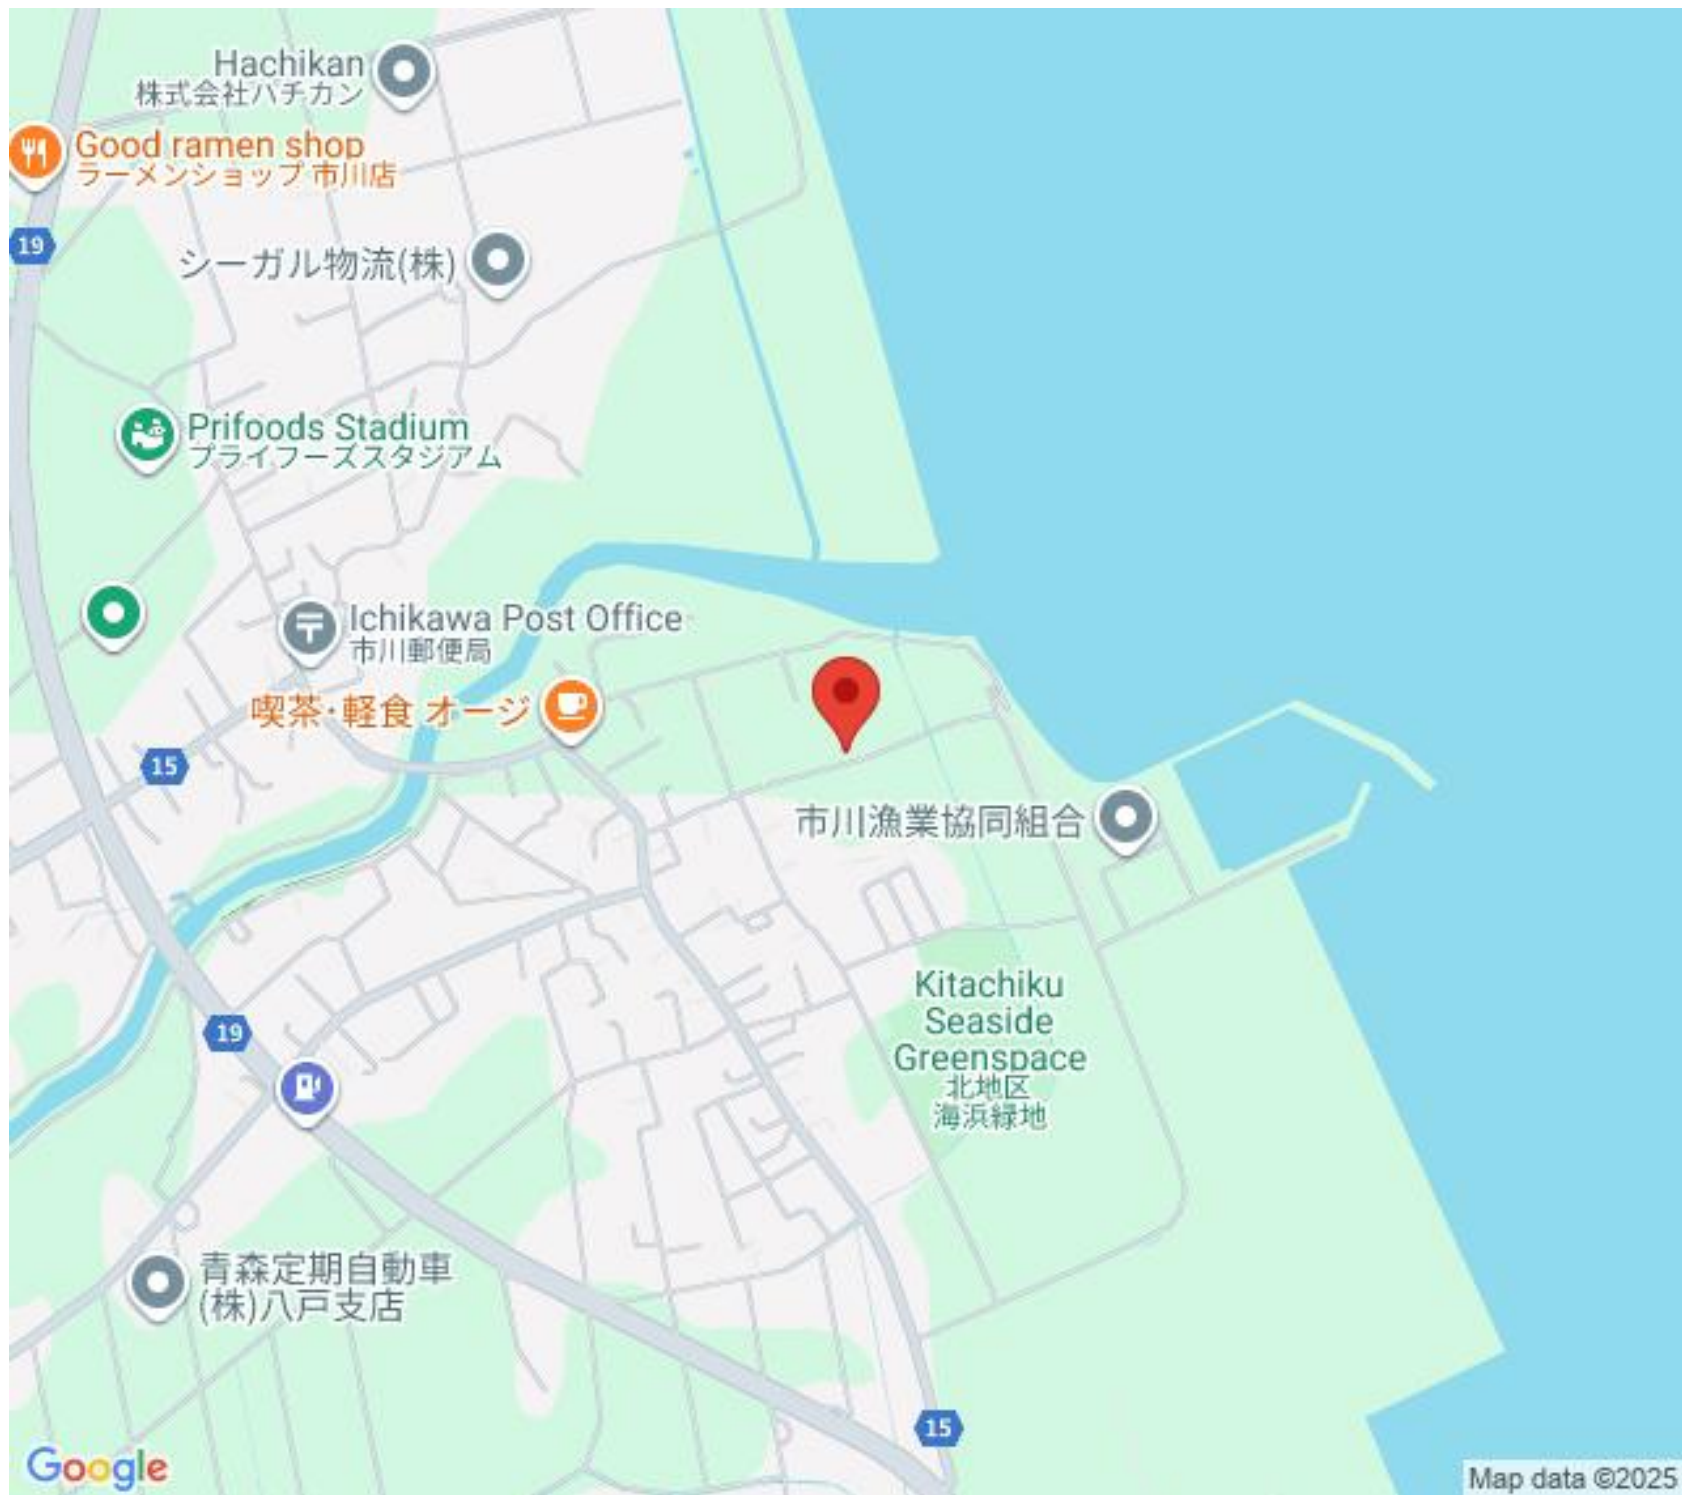 Hachikan
株式会社ハチカン
Good ramen shop
ラーメンショップ 市川店
19
シーガル物流(株)
Prifoods Stadium
プライフーズスタジアム
Ichikawa Post Office
市川郵便局
喫茶・軽食 オージ
15
市川漁業協同組合
Kitachiku
Seaside
Greenspace
北地区
海浜緑地
19
青森定期自動車
(株)八戸支店
15
Google
Map data ©2025